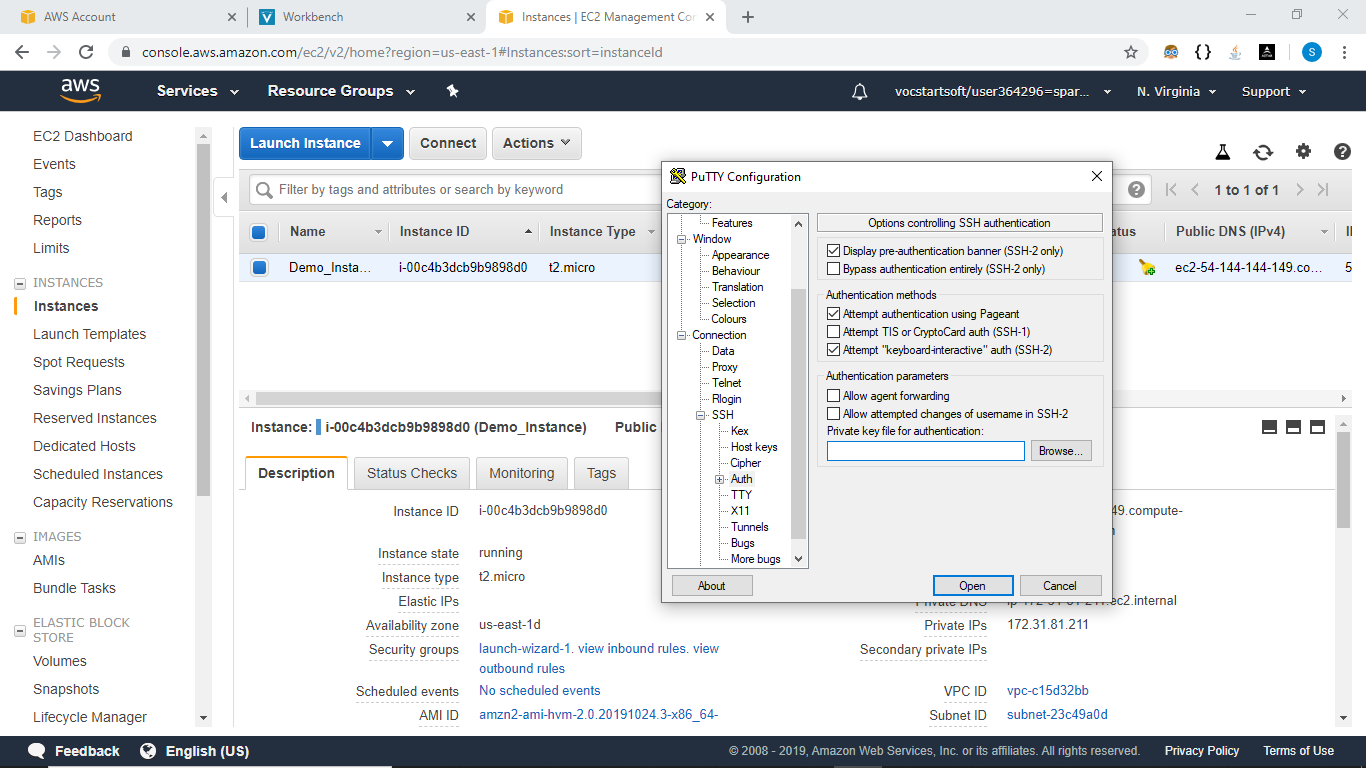 AWS Account
Workbench
Instances | EC2 Management Con
console.aws.amazon.com/ec2/v2/home?region=us-east-1#Instances:sort=instanceId
S
aws
Services
Resource Groups
vocstartsoft/user364296=spar...
N. Virginia
Support
EC2 Dashboard
Events
Tags
Reports
Limits
INSTANCES
Instances
Launch Templates
Spot Requests
Savings Plans
Reserved Instances
Dedicated Hosts
Scheduled Instances
Capacity Reservations
IMAGES
AMIs
Bundle Tasks
ELASTIC BLOCK
STORE
Volumes
Snapshots
Lifecycle Manager
Launch Instance
Connect
Actions
Filter by tags and attributes or search by keyword
1 to 1 of 1
Name
Instance ID
Instance Type
atus
Public DNS (IPv4)
Demo_Insta...
i-00c4b3dcb9b9898d0
t2.micro
ec2-54-144-144-149.co...
5
Instance:
i-00c4b3dcb9b9898d0 (Demo_Instance)
Public
Description
Status Checks
Monitoring
Tags
Instance ID
i-00c4b3dcb9b9898d0
49.compute-
Instance state
running
Instance type
t2.micro
Elastic IPs
Private DNS
ip-172-31-81-211.ec2.internal
Availability zone
us-east-1d
Private IPs
172.31.81.211
Security groups
launch-wizard-1. view inbound rules. view
outbound rules
Secondary private IPs
Scheduled events
No scheduled events
VPC ID
vpc-c15d32bb
AMI ID
amzn2-ami-hvm-2.0.20191024.3-x86_64-
Subnet ID
subnet-23c49a0d
PuTTY Configuration
Category:
Features
Window
Appearance
Behaviour
Translation
Selection
Colours
Connection
Data
Proxy
Telnet
Rlogin
SSH
Kex
Host keys
Cipher
Auth
TTY
X11
Tunnels
Bugs
More bugs
Options controlling SSH authentication
Display pre-authentication banner (SSH-2 only)
Bypass authentication entirely (SSH-2 only)
Authentication methods
Attempt authentication using Pageant
Attempt TIS or CryptoCard auth (SSH-1)
Attempt "keyboard-interactive" auth (SSH-2)
Authentication parameters
Allow agent forwarding
Allow attempted changes of username in SSH-2
Private key file for authentication:
Browse...
About
Open
Cancel
Feedback
English (US)
© 2008 - 2019, Amazon Web Services, Inc. or its affiliates. All rights reserved.
Privacy Policy
Terms of Use